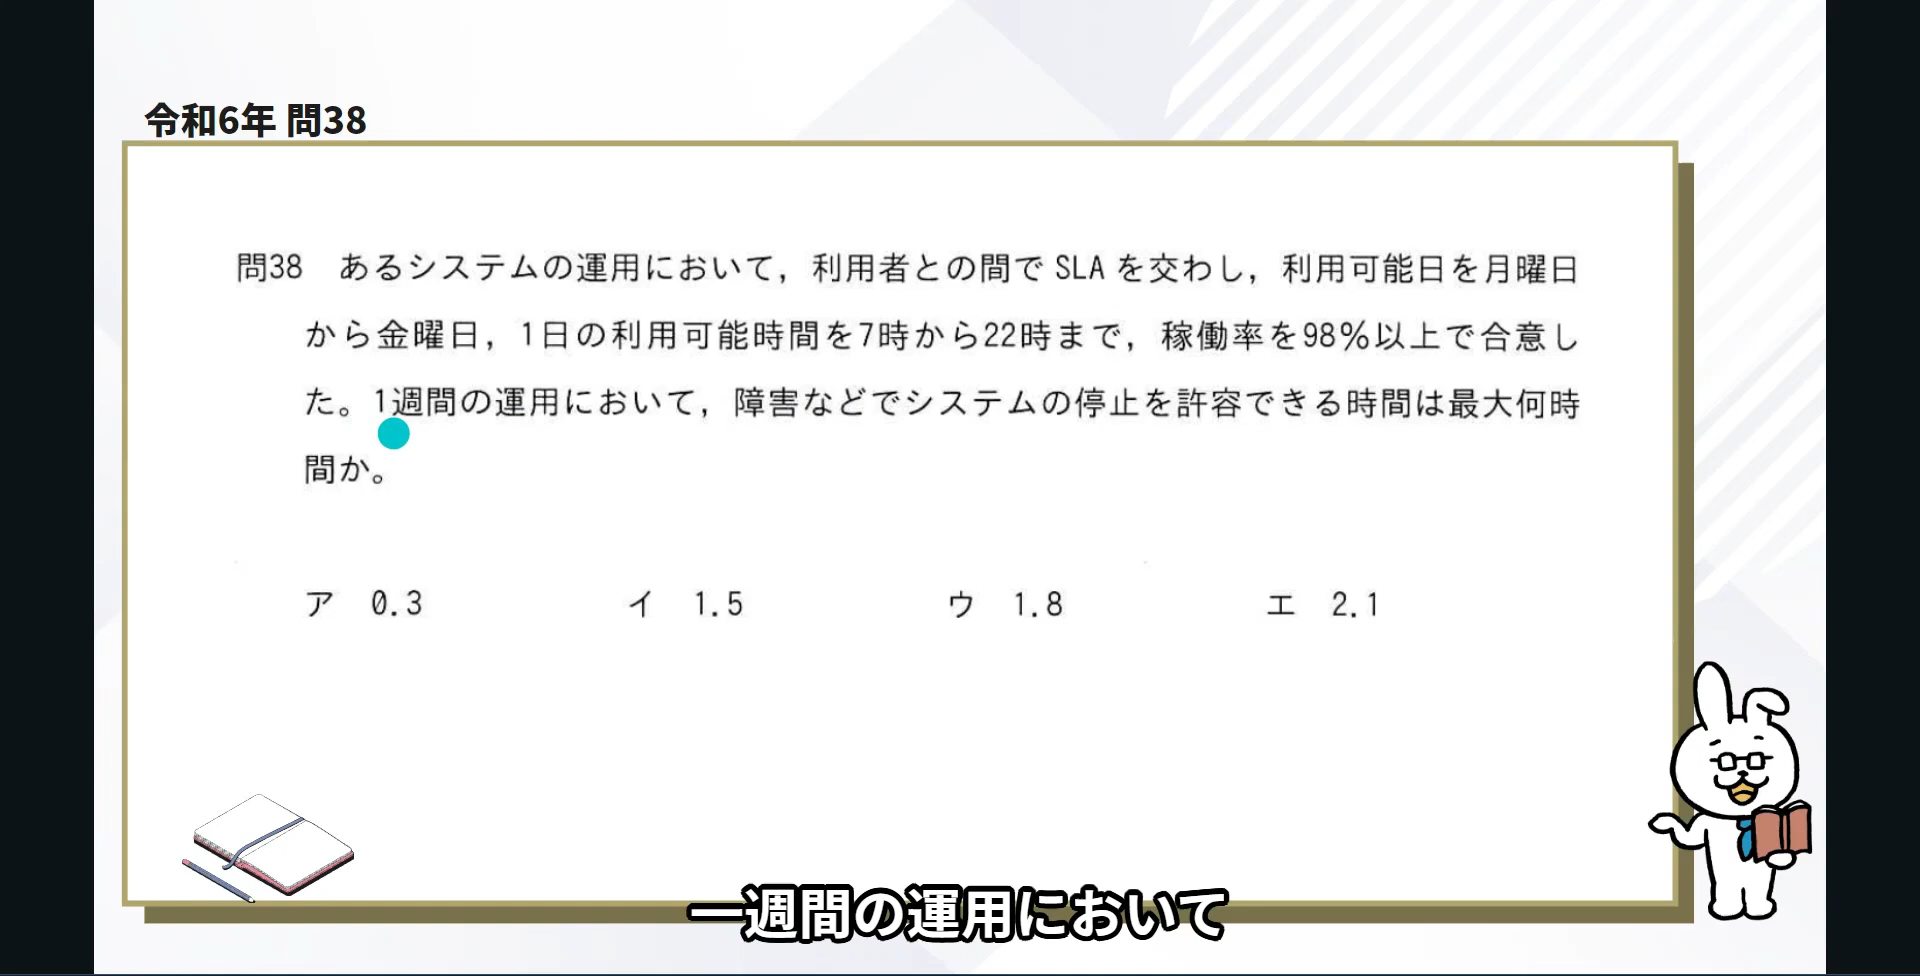 令和6年 問38
問38　あるシステムの運用において，利用者との間で SLA を交わし，利用可能日を月曜日
から金曜日，1日の利用可能時間を7時から22時まで，稼働率を98％以上で合意し
た。1週間の運用において，障害などでシステムの停止を許容できる時間は最大何時
間か。
ア　0.3　イ　1.5　ウ　1.8　エ　2.1
一週間の運用において